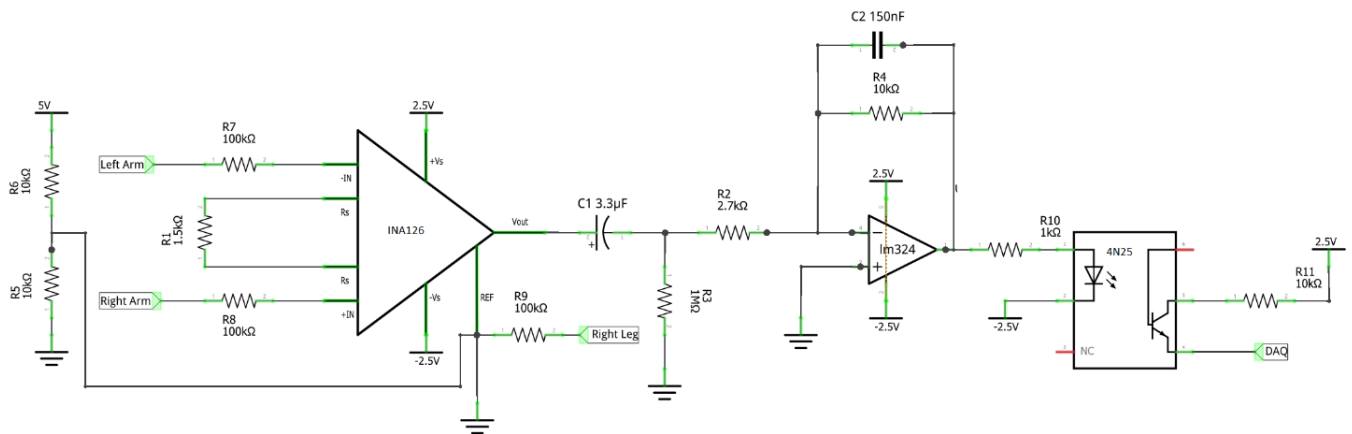 C2 150nF
R4
10kΩ
5V
R6
10kΩ
R5
10kΩ
Left Arm
R7
100kΩ
R1
1.5kΩ
Right Arm
R8
100kΩ
2.5V
+Vs
-IN
Rs
INA126
Rs
+IN
-Vs
-2.5V
Vout
REF
R9
100kΩ
Right Leg
C1 3.3µF
+
R3
1MΩ
R2
2.7kΩ
2.5V
lm324
-2.5V
R10
1kΩ
-2.5V
4N25
NC
R11
10kΩ
2.5V
DAQ